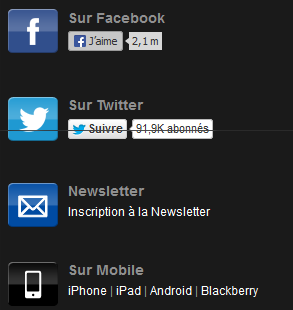 Sur Facebook
J'aime 2,1 m
Sur Twitter
Suivre 91,9K abonnés
Newsletter
Inscription à la Newsletter
Sur Mobile
iPhone | iPad | Android | Blackberry